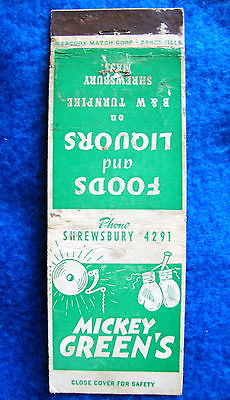 MERCURY MATCH CORP - ZANESVILLE
FOODS
and
LIQUORS
on
B & W TURNPIKE
SHREWSBURY
MASS.
Phone
SHREWSBURY 4291
MICKEY
GREEN'S
CLOSE COVER FOR SAFETY